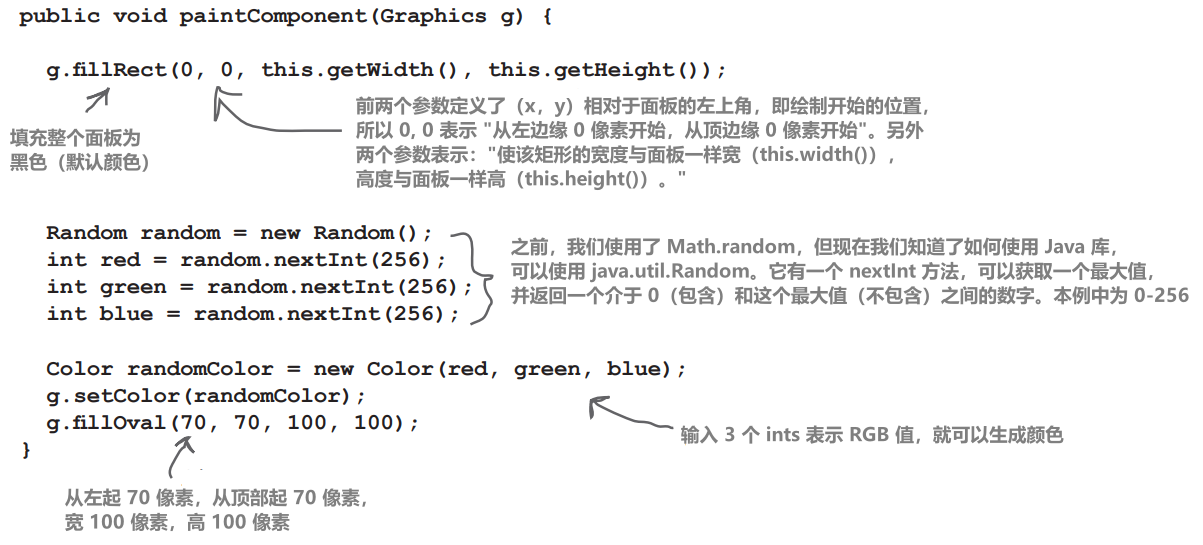 public void paintComponent(Graphics g) {
g.fillRect(0, 0, this.getWidth(), this.getHeight());
填充整个面板为
黑色（默认颜色）
前两个参数定义了（x，y）相对于面板的左上角，即绘制开始的位置，
所以 0, 0 表示 "从左边缘 0 像素开始，从顶边缘 0 像素开始"。另外
两个参数表示："使该矩形的宽度与面板一样宽（this.width()），
高度与面板一样高（this.height()）。"
Random random = new Random();
int red = random.nextInt(256);
int green = random.nextInt(256);
int blue = random.nextInt(256);
之前，我们使用了 Math.random，但现在我们知道了如何使用 Java 库，
可以使用 java.util.Random。它有一个 nextInt 方法，可以获取一个最大值，
并返回一个介于 0（包含）和这个最大值（不包含）之间的数字。本例中为 0-256
Color randomColor = new Color(red, green, blue);
g.setColor(randomColor);
g.fillOval(70, 70, 100, 100);
}
输入 3 个 ints 表示 RGB 值，就可以生成颜色
从左起 70 像素，从顶部起 70 像素，
宽 100 像素，高 100 像素